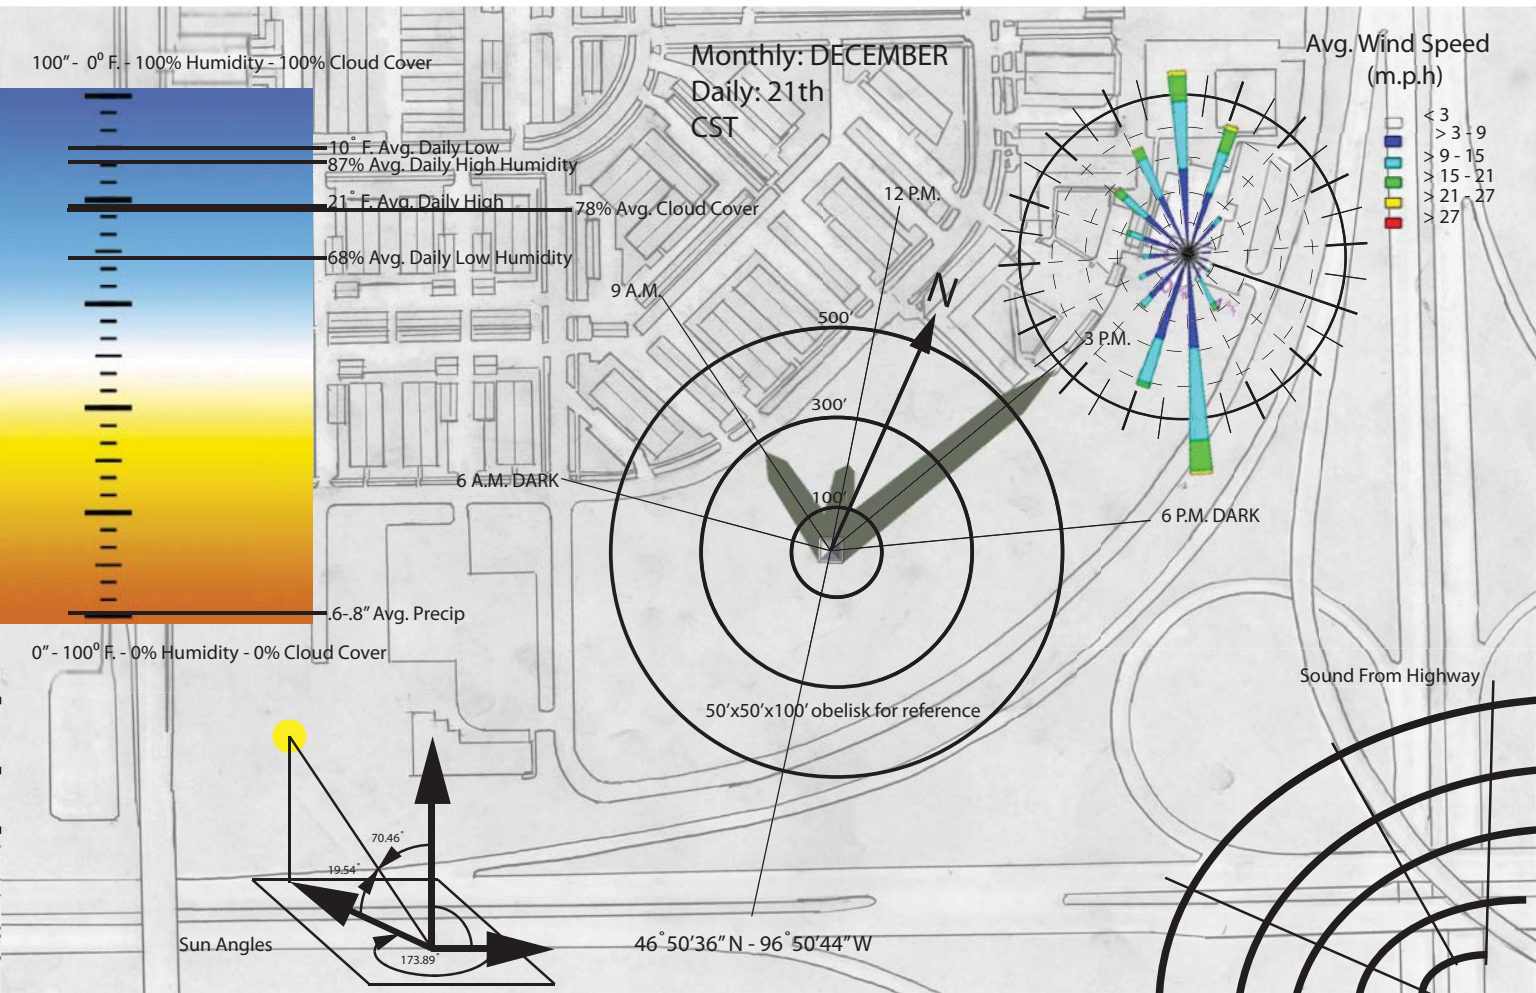 100” - 0⁰ F. - 100% Humidity - 100% Cloud Cover
10˚ F. Avg. Daily Low
87% Avg. Daily High Humidity
21˚ F. Avg. Daily High
78% Avg. Cloud Cover
68% Avg. Daily Low Humidity
.6-.8” Avg. Precip
0” - 100⁰ F. - 0% Humidity - 0% Cloud Cover
Monthly: DECEMBER
Daily: 21th
CST
Avg. Wind Speed
(m.p.h)
< 3
> 3 - 9
> 9 - 15
> 15 - 21
> 21 - 27
> 27
12 P.M.
9 A.M.
N
3 P.M.
500’
300’
100’
6 A.M. DARK
6 P.M. DARK
50’x50’x100’ obelisk for reference
Sound From Highway
70.46˚
19.54˚
173.89˚
Sun Angles
46˚50’36” N - 96˚50’44” W